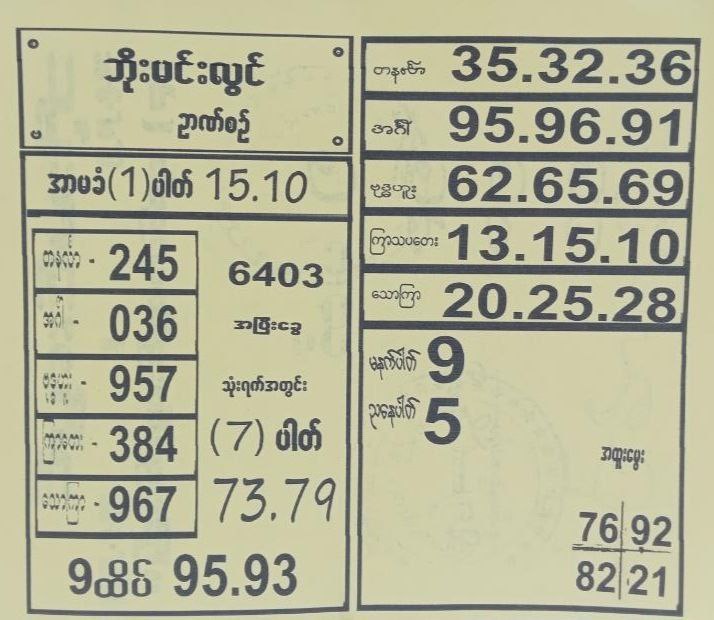 ဘိုးမင်းလွင်
ဉာဏ်စဉ်
အာမခံ(1)ပါတ် 15.10
တနင်္လာ - 245
အင်္ဂါ - 036
ဗုဒ္ဓဟူး - 957
ကြာသပတေး - 384
သောကြာ - 967
6403
အပြီးခွေ
သုံးရက်အတွင်း
(7) ပါတ်
73.79
9ထိပ် 95.93
တနင်္လာ 35.32.36
အင်္ဂါ 95.96.91
ဗုဒ္ဓဟူး 62.65.69
ကြာသပတေး 13.15.10
သောကြာ 20.25.28
မနက်ပါတ် 9
ညနေပါတ် 5
အထူးမွေး
76 92
82 21